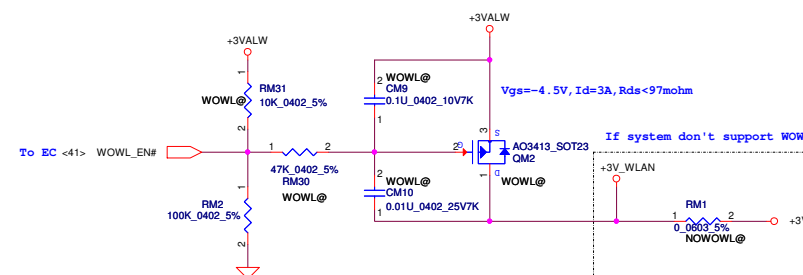 +3VALW
+3VALW
1
RM31
WOWL@
10K_0402_5%
2
2
WOWL@
CM9
0.1U_0402_10V7K
1
Vgs=-4.5V,Id=3A,Rds<97mohm
3
S
To EC <41> WOWL_EN#
1
2
47K_0402_5%
RM30
WOWL@
2
G
AO3413_SOT23
QM2
D
1
WOWL@
If system don't support WOW
2
WOWL@
CM10
0.01U_0402_25V7K
1
1
RM2
100K_0402_5%
2
+3V_WLAN
RM1
1
2
0_0603_5%
NOWOWL@
+3V